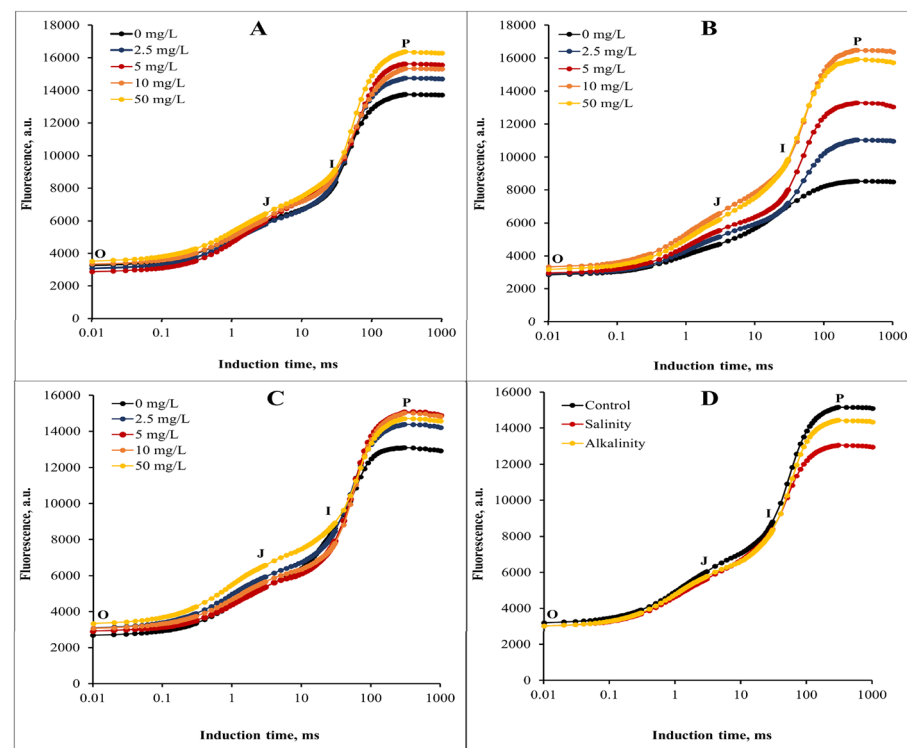 A
18000
16000
14000
12000
10000
8000
6000
4000
2000
0
Fluorescence, a.u.
0 mg/L
2.5 mg/L
5 mg/L
10 mg/L
50 mg/L
O
J
I
P
0.01
0.1
1
10
100
1000
Induction time, ms
B
18000
16000
14000
12000
10000
8000
6000
4000
2000
0
Fluorescence, a.u.
0 mg/L
2.5 mg/L
5 mg/L
10 mg/L
50 mg/L
O
J
I
P
0.01
0.1
1
10
100
1000
Induction time, ms
C
16000
14000
12000
10000
8000
6000
4000
2000
0
Fluorescence, a.u.
0 mg/L
2.5 mg/L
5 mg/L
10 mg/L
50 mg/L
O
J
I
P
0.01
0.1
1
10
100
1000
Induction time, ms
D
16000
14000
12000
10000
8000
6000
4000
2000
0
Fluorescence, a.u.
Control
Salinity
Alkalinity
O
J
I
P
0.01
0.1
1
10
100
1000
Induction time, ms